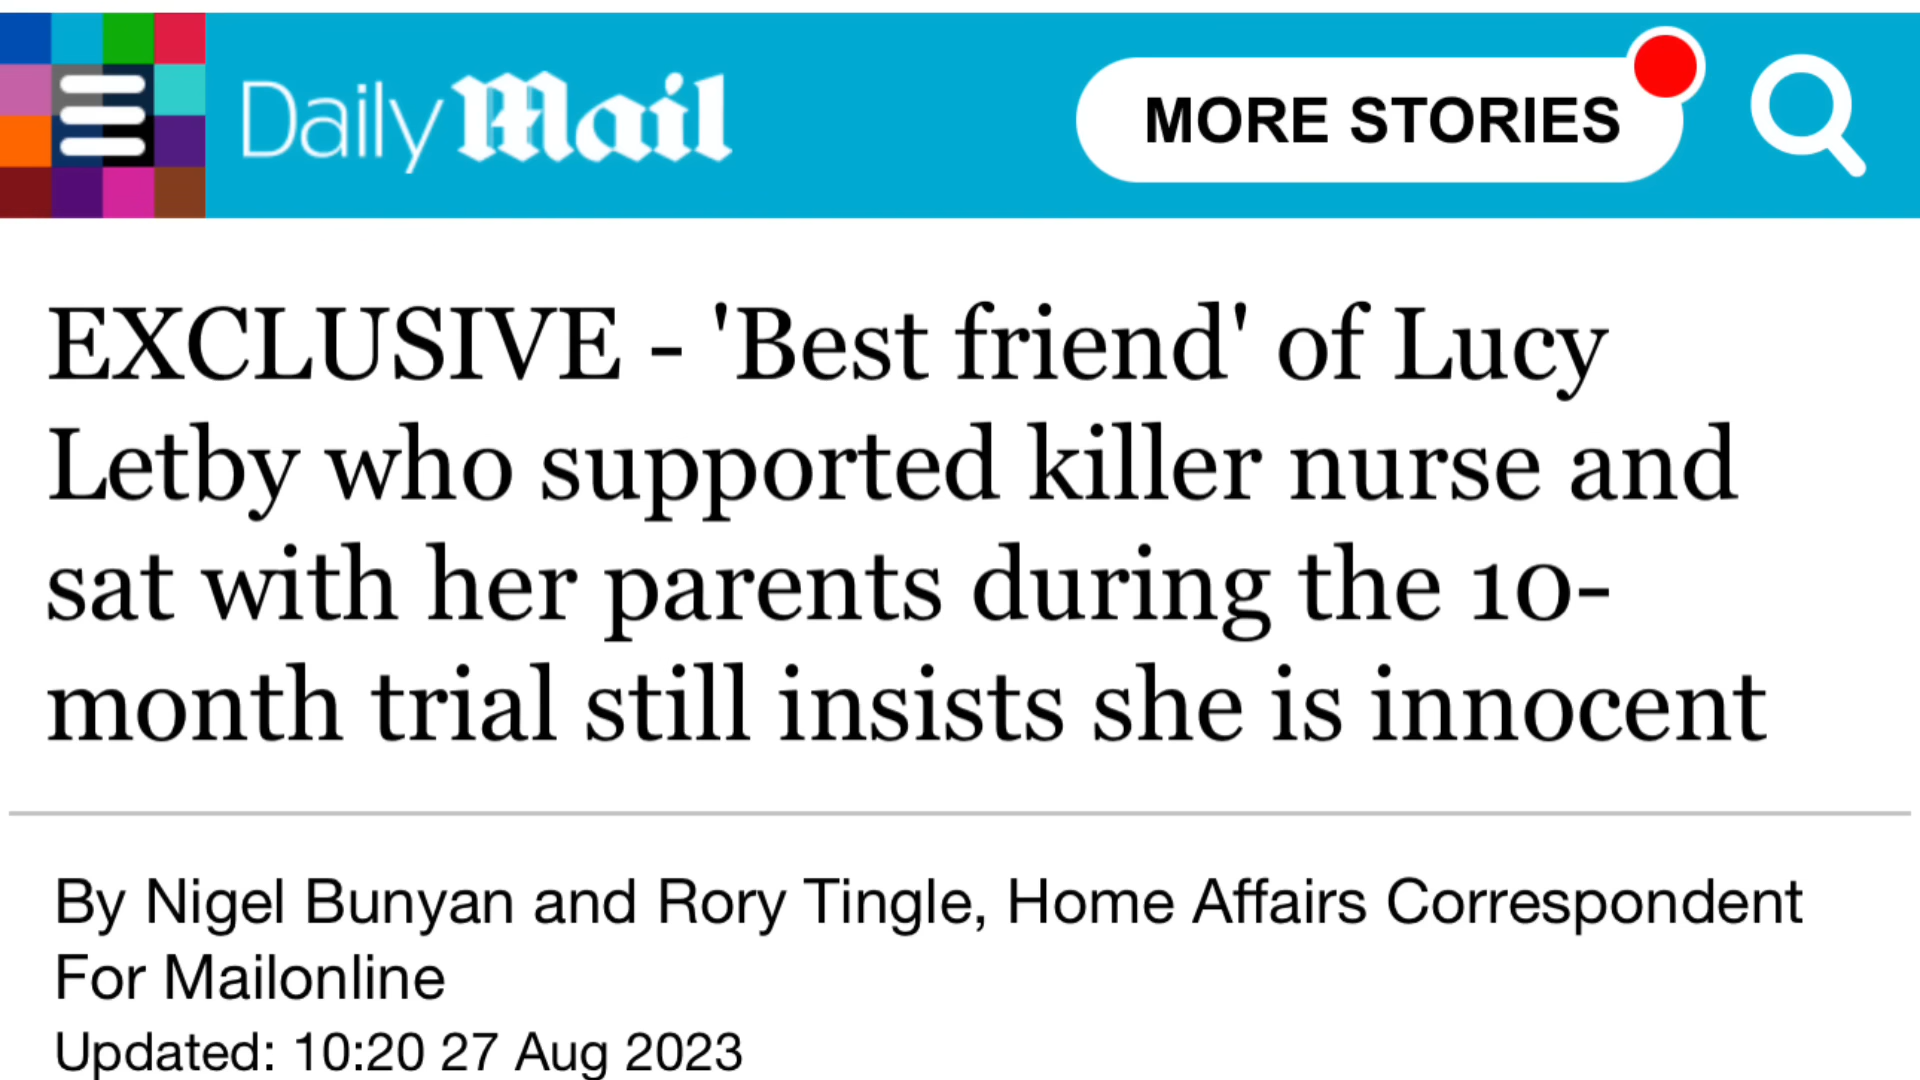 Daily Mail
MORE STORIES
EXCLUSIVE - 'Best friend' of Lucy
Letby who supported killer nurse and
sat with her parents during the 10-
month trial still insists she is innocent
By Nigel Bunyan and Rory Tingle, Home Affairs Correspondent
For Mailonline
Updated: 10:20 27 Aug 2023